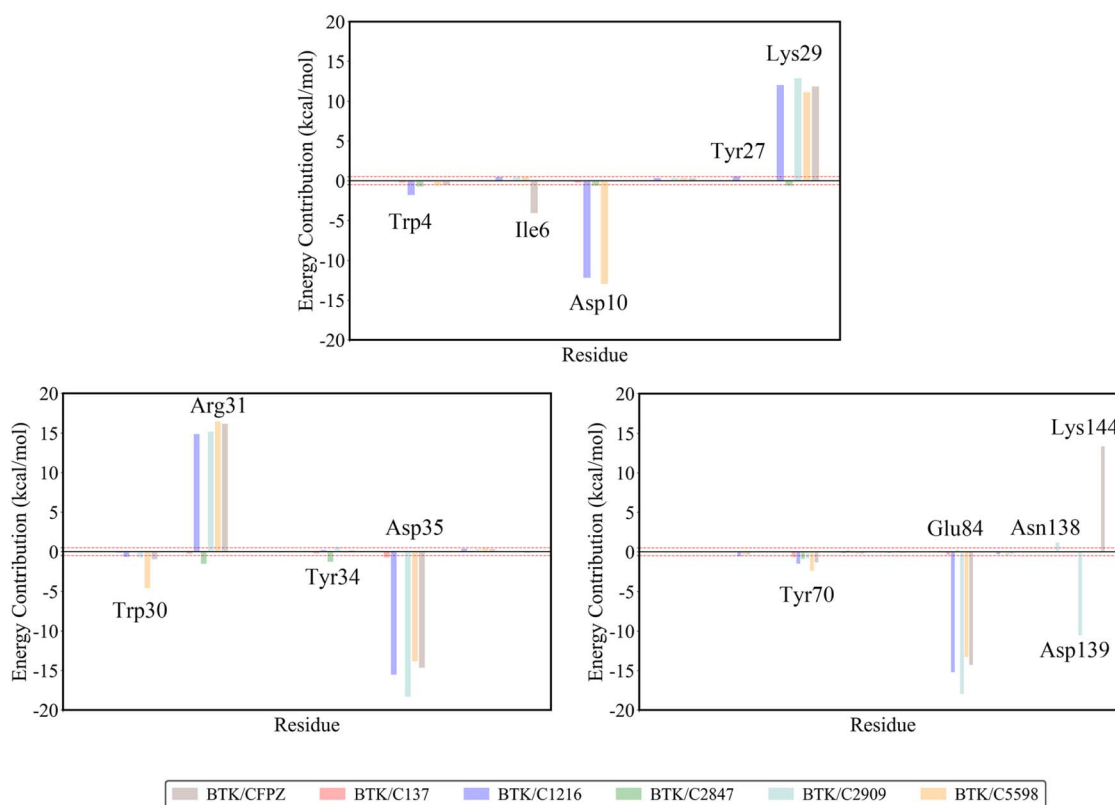 Energy Contribution (kcal/mol)
20
15
10
5
0
-5
-10
-15
-20
Lys29
Tyr27
Trp4
Ile6
Asp10
Residue
Energy Contribution (kcal/mol)
20
15
10
5
0
-5
-10
-15
-20
Arg31
Asp35
Trp30
Tyr34
Residue
Energy Contribution (kcal/mol)
20
15
10
5
0
-5
-10
-15
-20
Lys144
Glu84
Asn138
Tyr70
Asp139
Residue
BTK/CFPZ BTK/C137 BTK/C1216 BTK/C2847 BTK/C2909 BTK/C5598